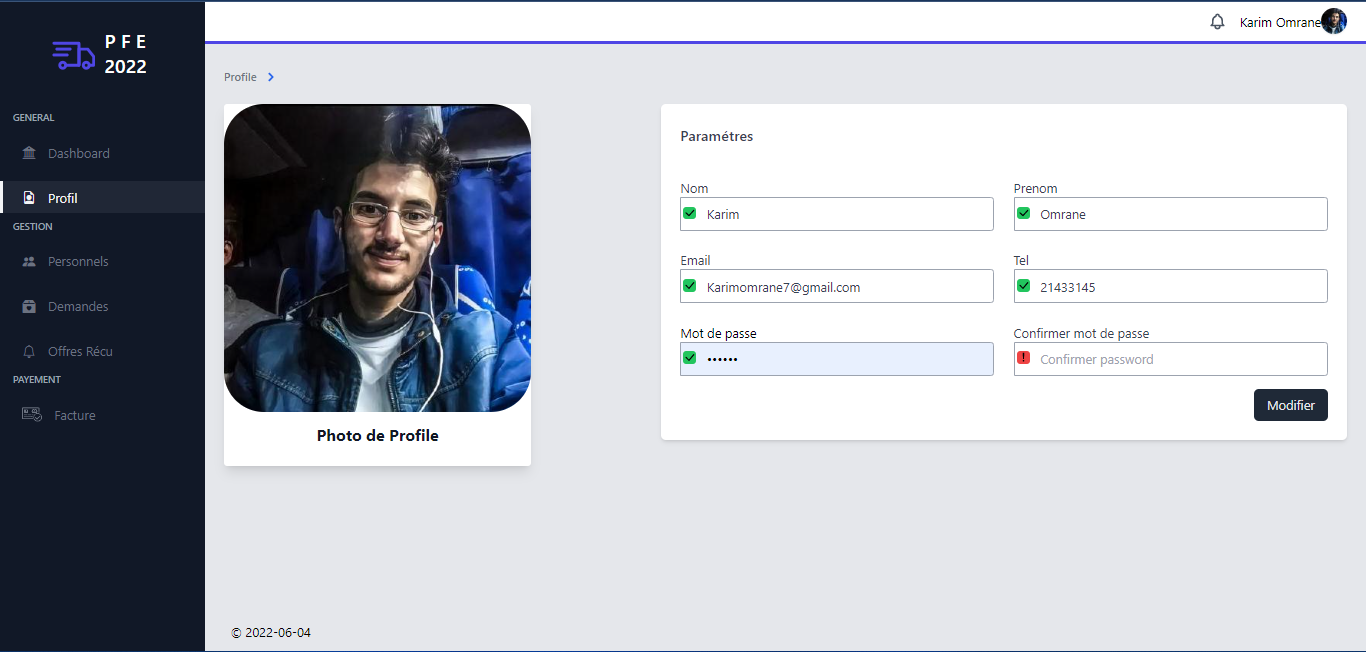 P F E
2022
GENERAL
Dashboard
Profil
GESTION
Personnels
Demandes
Offres Récu
PAYEMENT
Facture
Karim Omrane
Profile
Photo de Profile
Paramétres
Nom
Prenom
Karim
Omrane
Email
Tel
Karimomrane7@gmail.com
21433145
Mot de passe
Confirmer mot de passe
••••••
Confirmer password
Modifier
© 2022-06-04